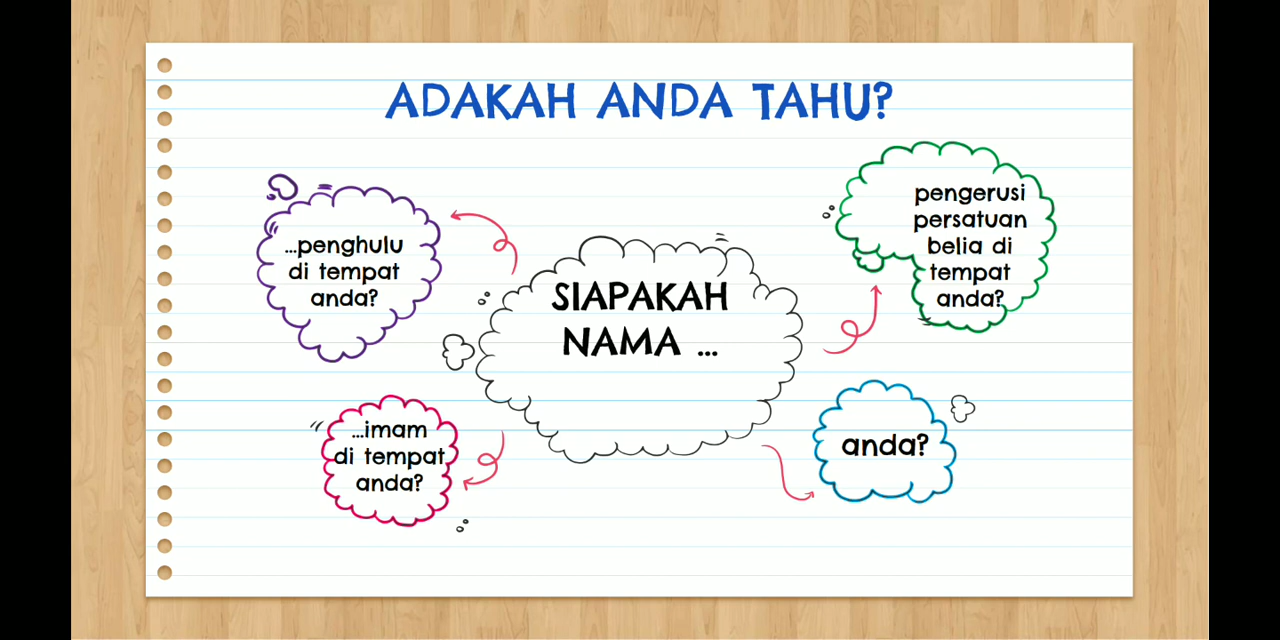 ADAKAH ANDA TAHU?
...penghulu
di tempat
anda?
SIAPAKAH
NAMA ...
pengerusi
persatuan
belia di
tempat
anda?
...imam
di tempat
anda?
anda?